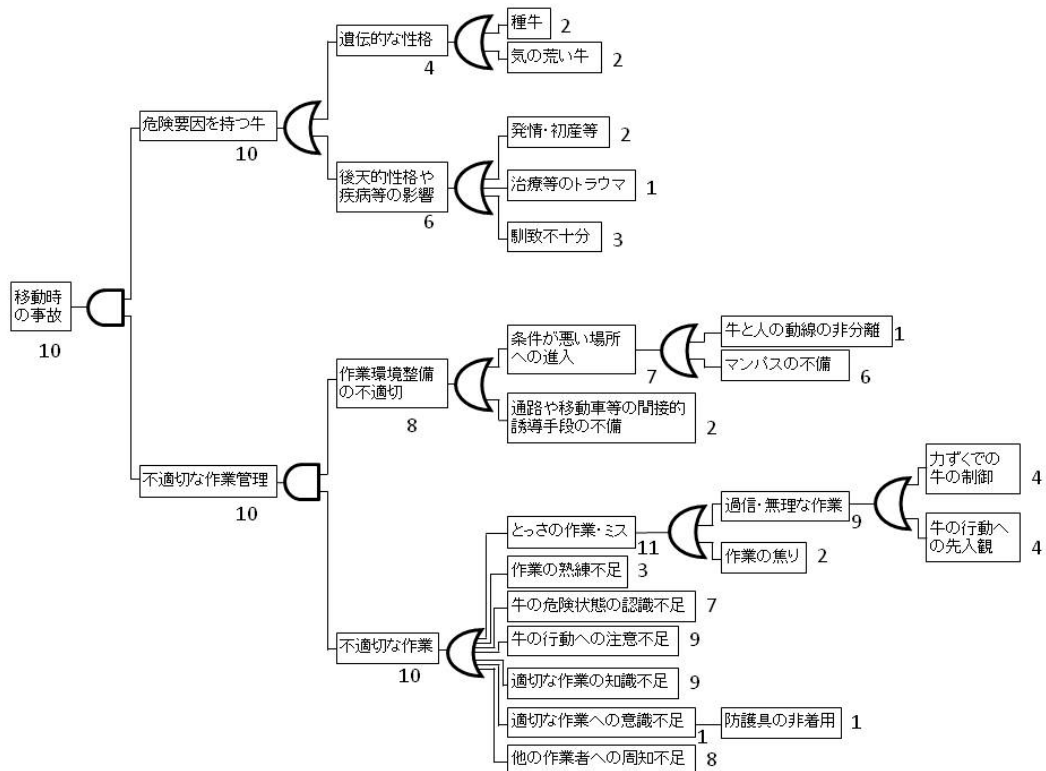 移動時
の事故
10
危険要因を持つ牛
10
遺伝的な性格
4
種牛 2
気の荒い牛 2
後天的性格や
疾病等の影響
6
発情・初産等 2
治療等のトラウマ 1
馴致不十分 3
不適切な作業管理
10
作業環境整備
の不適切
8
条件が悪い場所
への進入
7
牛と人の動線の非分離 1
マンパスの不備 6
通路や移動車等の間接的
誘導手段の不備 2
不適切な作業
10
とっさの作業・ミス
11
過信・無理な作業
9
力ずくでの
牛の制御 4
牛の行動へ
の先入観 4
作業の焦り 2
作業の熟練不足 3
牛の危険状態の認識不足 7
牛の行動への注意不足 9
適切な作業の知識不足 9
適切な作業への意識不足
1
防護具の非着用 1
他の作業者への周知不足 8